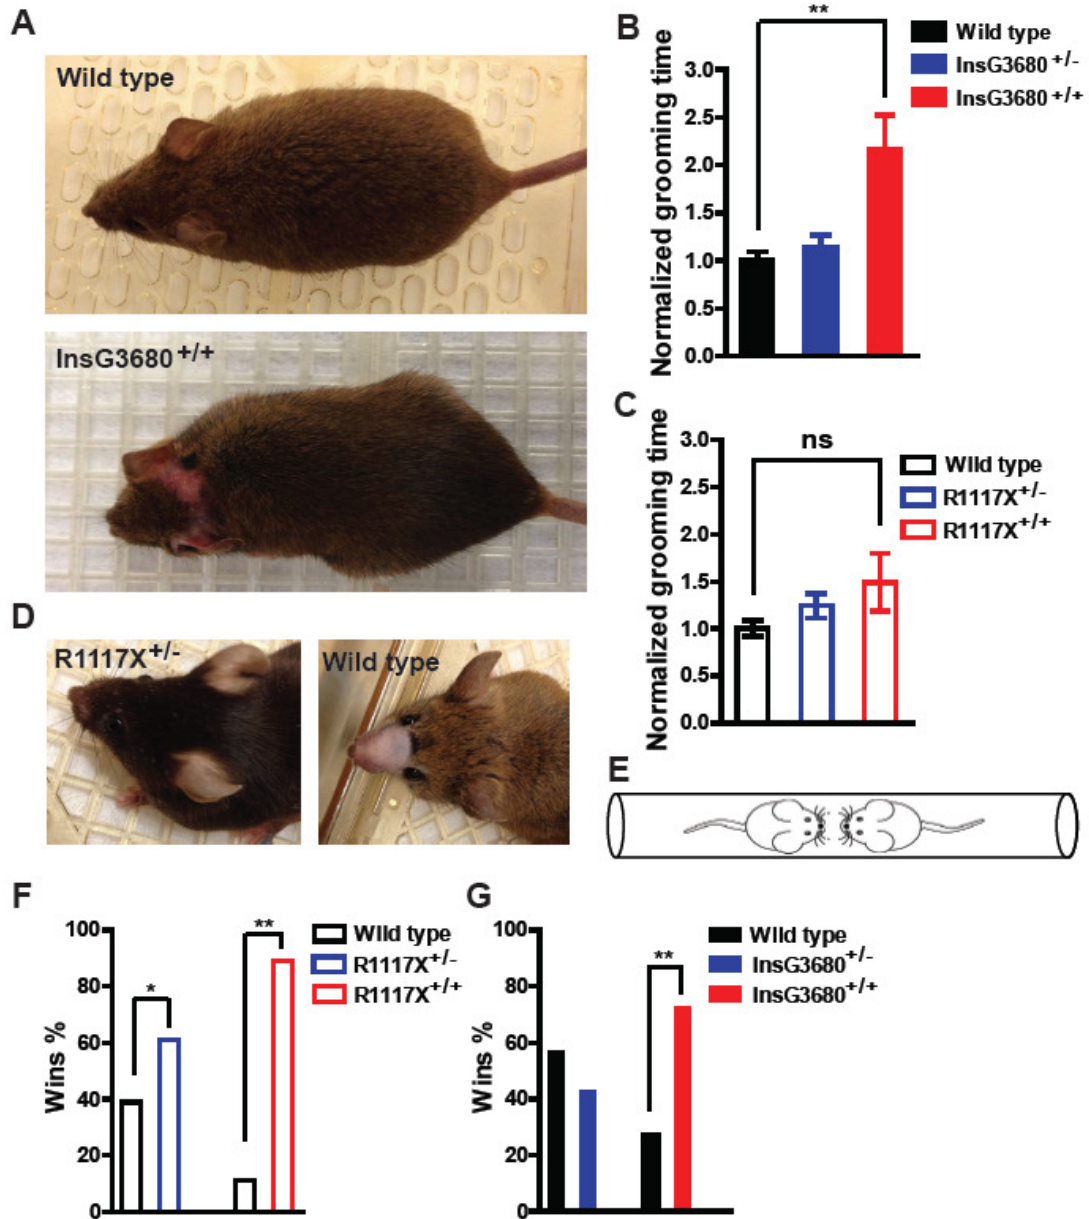 A
Wild type
InsG3680+/+
B
**
Wild type
InsG3680+/-
InsG3680+/+
Normalized grooming time
3.0
2.5
2.0
1.5
1.0
0.5
0.0
C
ns
Wild type
R1117X+/-
R1117X+/+
Normalized grooming time
3.0
2.5
2.0
1.5
1.0
0.5
0.0
D
R1117X+/-
Wild type
E
F
*
**
Wild type
R1117X+/-
R1117X+/+
Wins %
100
80
60
40
20
0
G
**
Wild type
InsG3680+/-
InsG3680+/+
Wins %
100
80
60
40
20
0